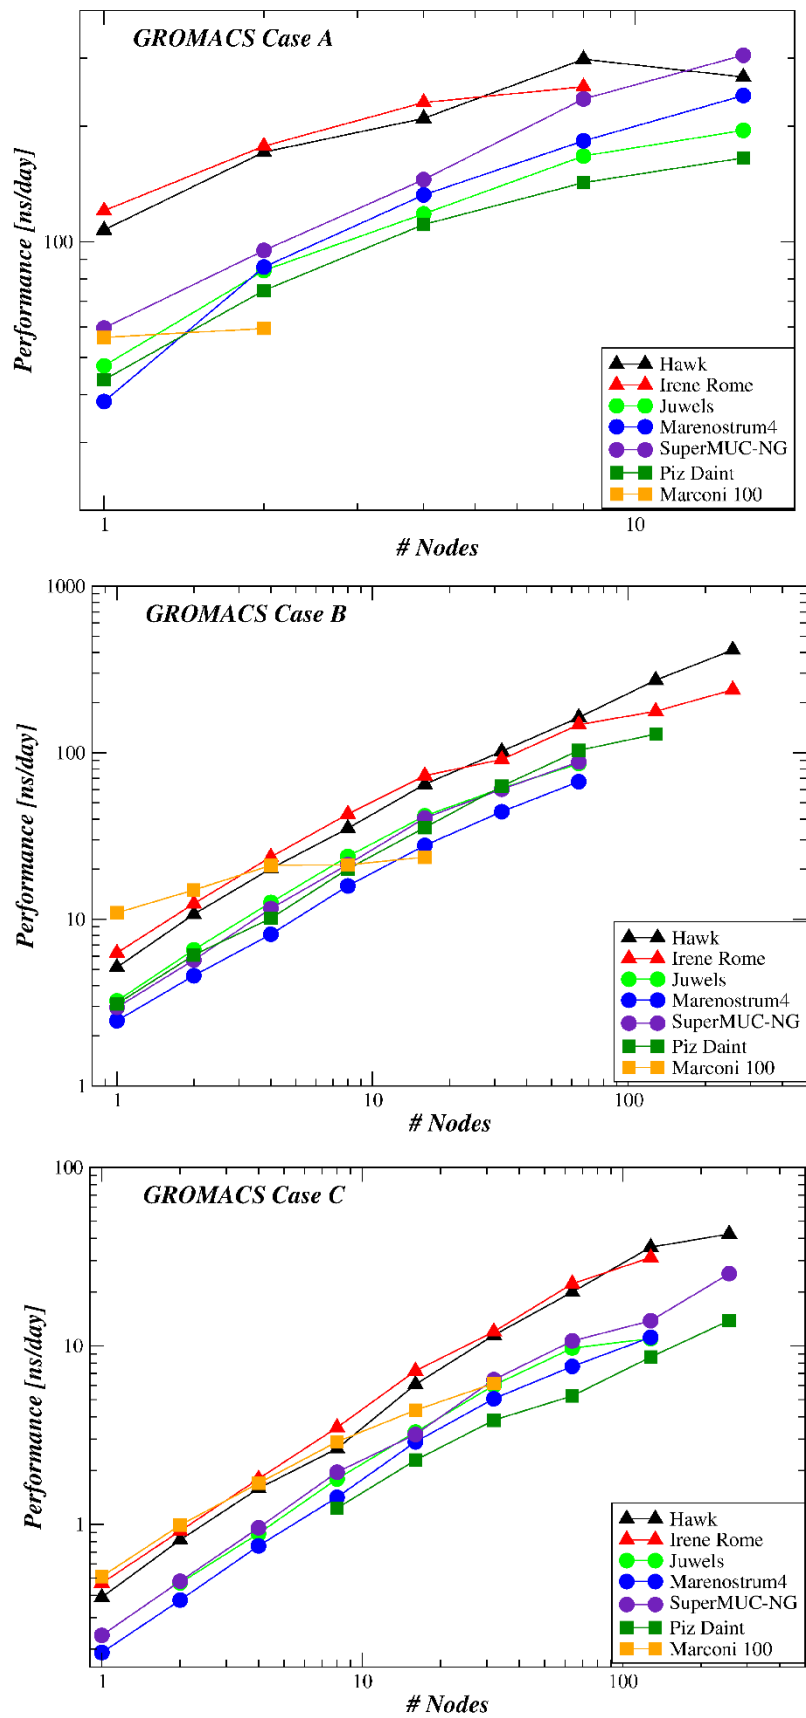 GROMACS Case A
Performance [ns/day]
100
Hawk
Irene Rome
Juwels
Marenostrum4
SuperMUC-NG
Piz Daint
Marconi 100
1
10
# Nodes
GROMACS Case B
Performance [ns/day]
1000
100
10
1
Hawk
Irene Rome
Juwels
Marenostrum4
SuperMUC-NG
Piz Daint
Marconi 100
1
10
100
# Nodes
GROMACS Case C
Performance [ns/day]
100
10
1
Hawk
Irene Rome
Juwels
Marenostrum4
SuperMUC-NG
Piz Daint
Marconi 100
1
10
100
# Nodes